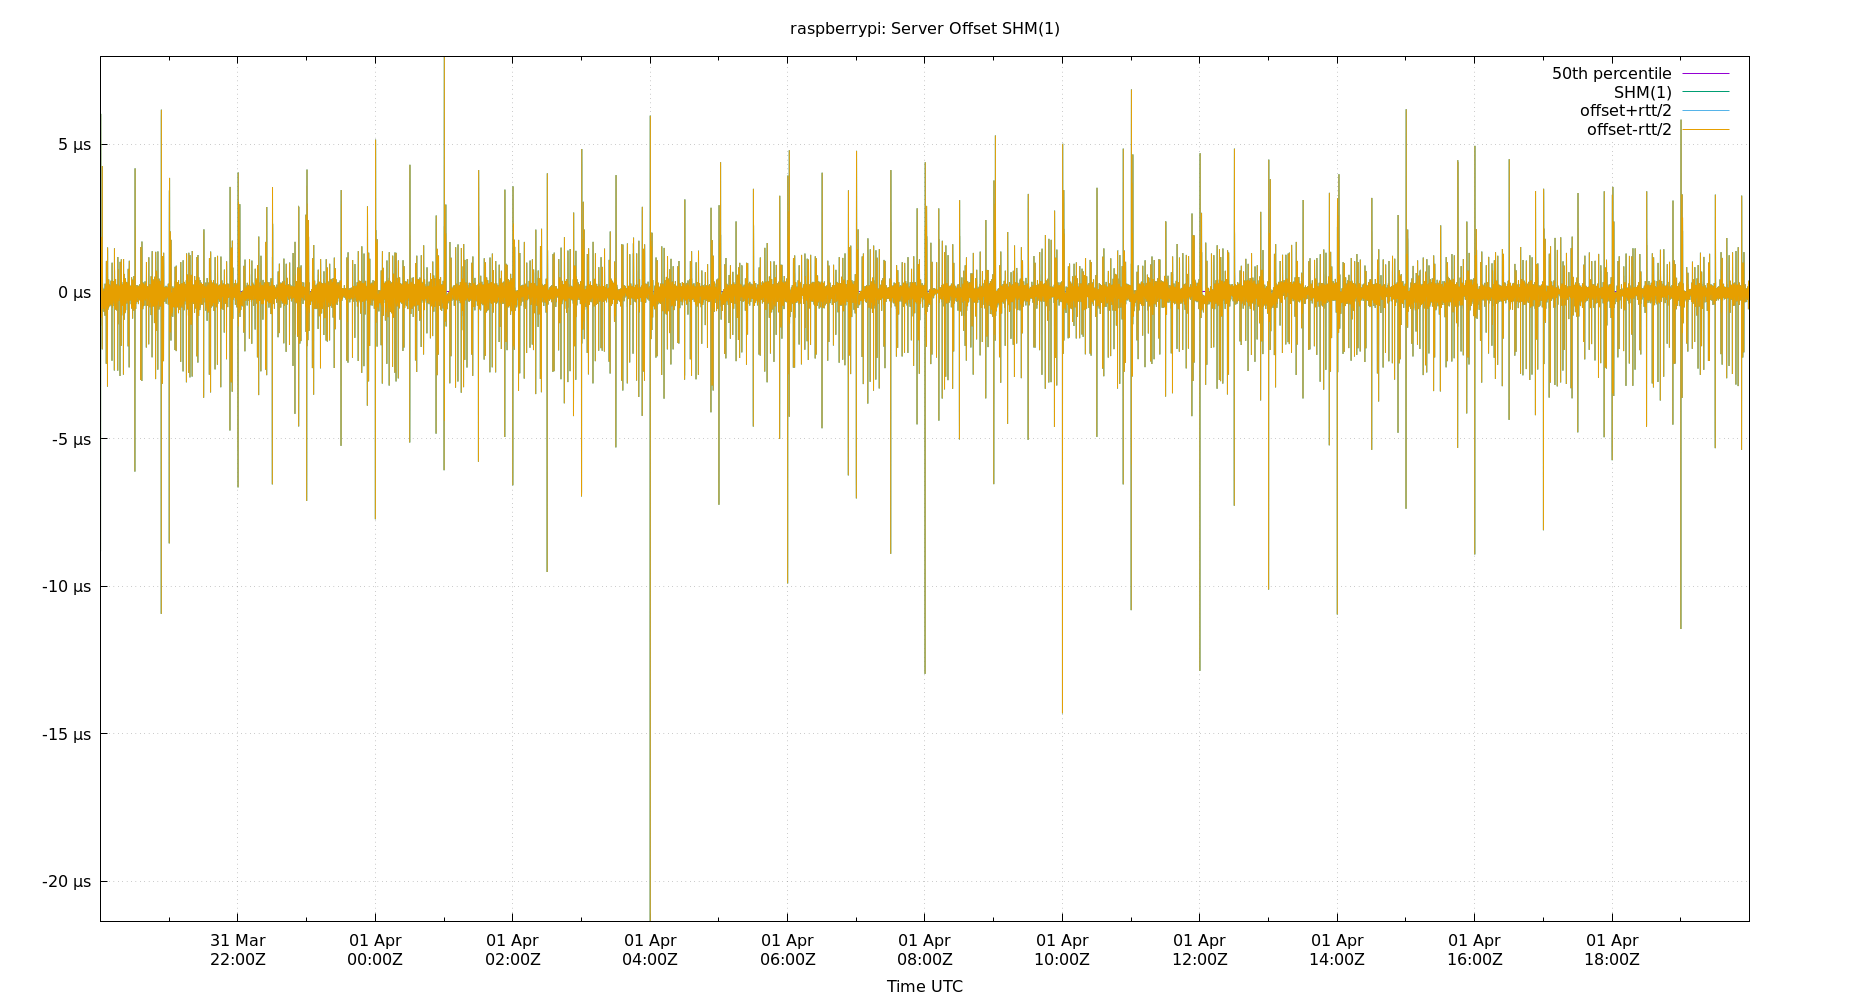 raspberrypi: Server Offset SHM(1)
50th percentile
SHM(1)
offset+rtt/2
offset-rtt/2
5 µs
0 µs
-5 µs
-10 µs
-15 µs
-20 µs
31 Mar 01 Apr 01 Apr 01 Apr 01 Apr 01 Apr 01 Apr 01 Apr 01 Apr 01 Apr 01 Apr
22:00Z 00:00Z 02:00Z 04:00Z 06:00Z 08:00Z 10:00Z 12:00Z 14:00Z 16:00Z 18:00Z
Time UTC